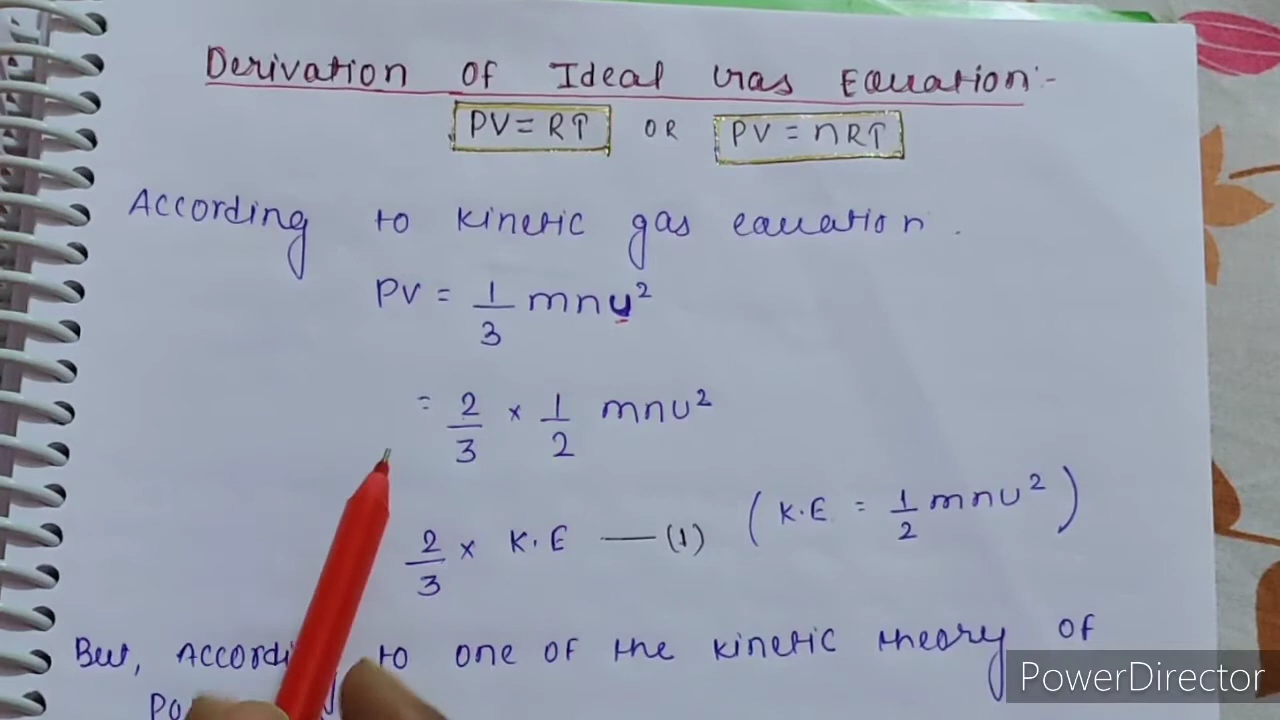 Derivation Of Ideal Gas Equation:-
PV = RT OR PV = nRT
According to kinetic gas equation.
PV = 1/3 mnu²
= 2/3 × 1/2 mnu²
2/3 × K.E —(1) (K.E = 1/2 mnu²)
But, to one of the kinetic theory of
PowerDirector